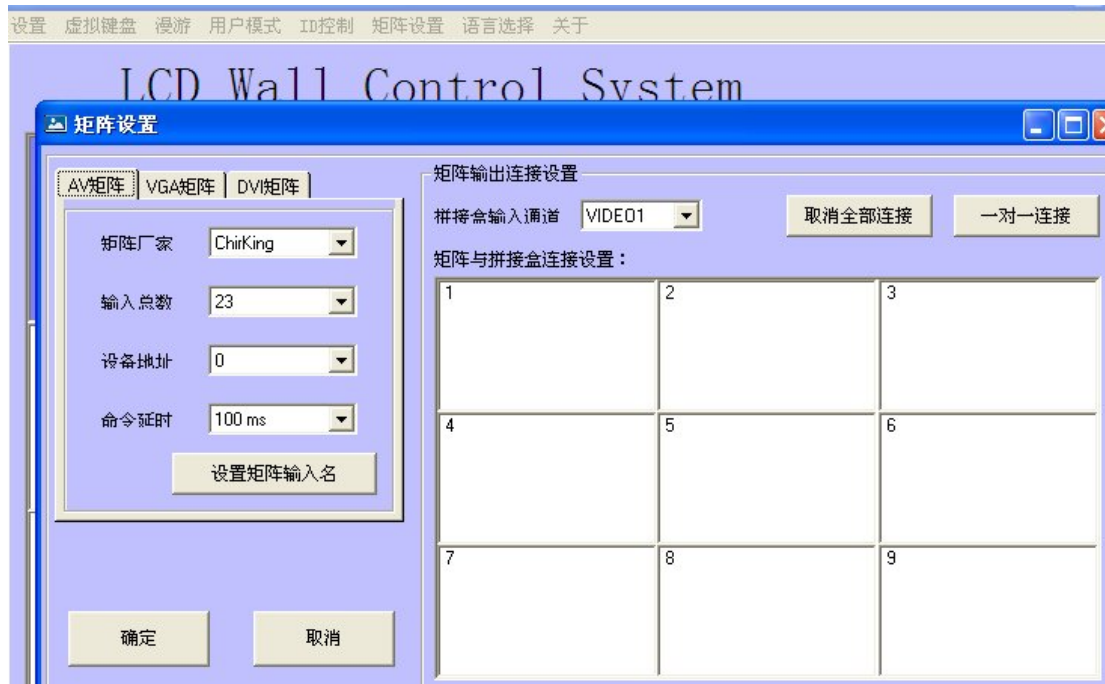 设置 虚拟键盘 漫游 用户模式 ID控制 矩阵设置 语言选择 关于
LCD Wall Control System
矩阵设置
AV矩阵 VGA矩阵 DVI矩阵
矩阵厂家 ChirKing
输入总数 23
设备地址 0
命令延时 100 ms
设置矩阵输入名
确定 取消
矩阵输出连接设置
拼接盒输入通道 VIDEO1 取消全部连接 一对一连接
矩阵与拼接盒连接设置：
1 2 3
4 5 6
7 8 9